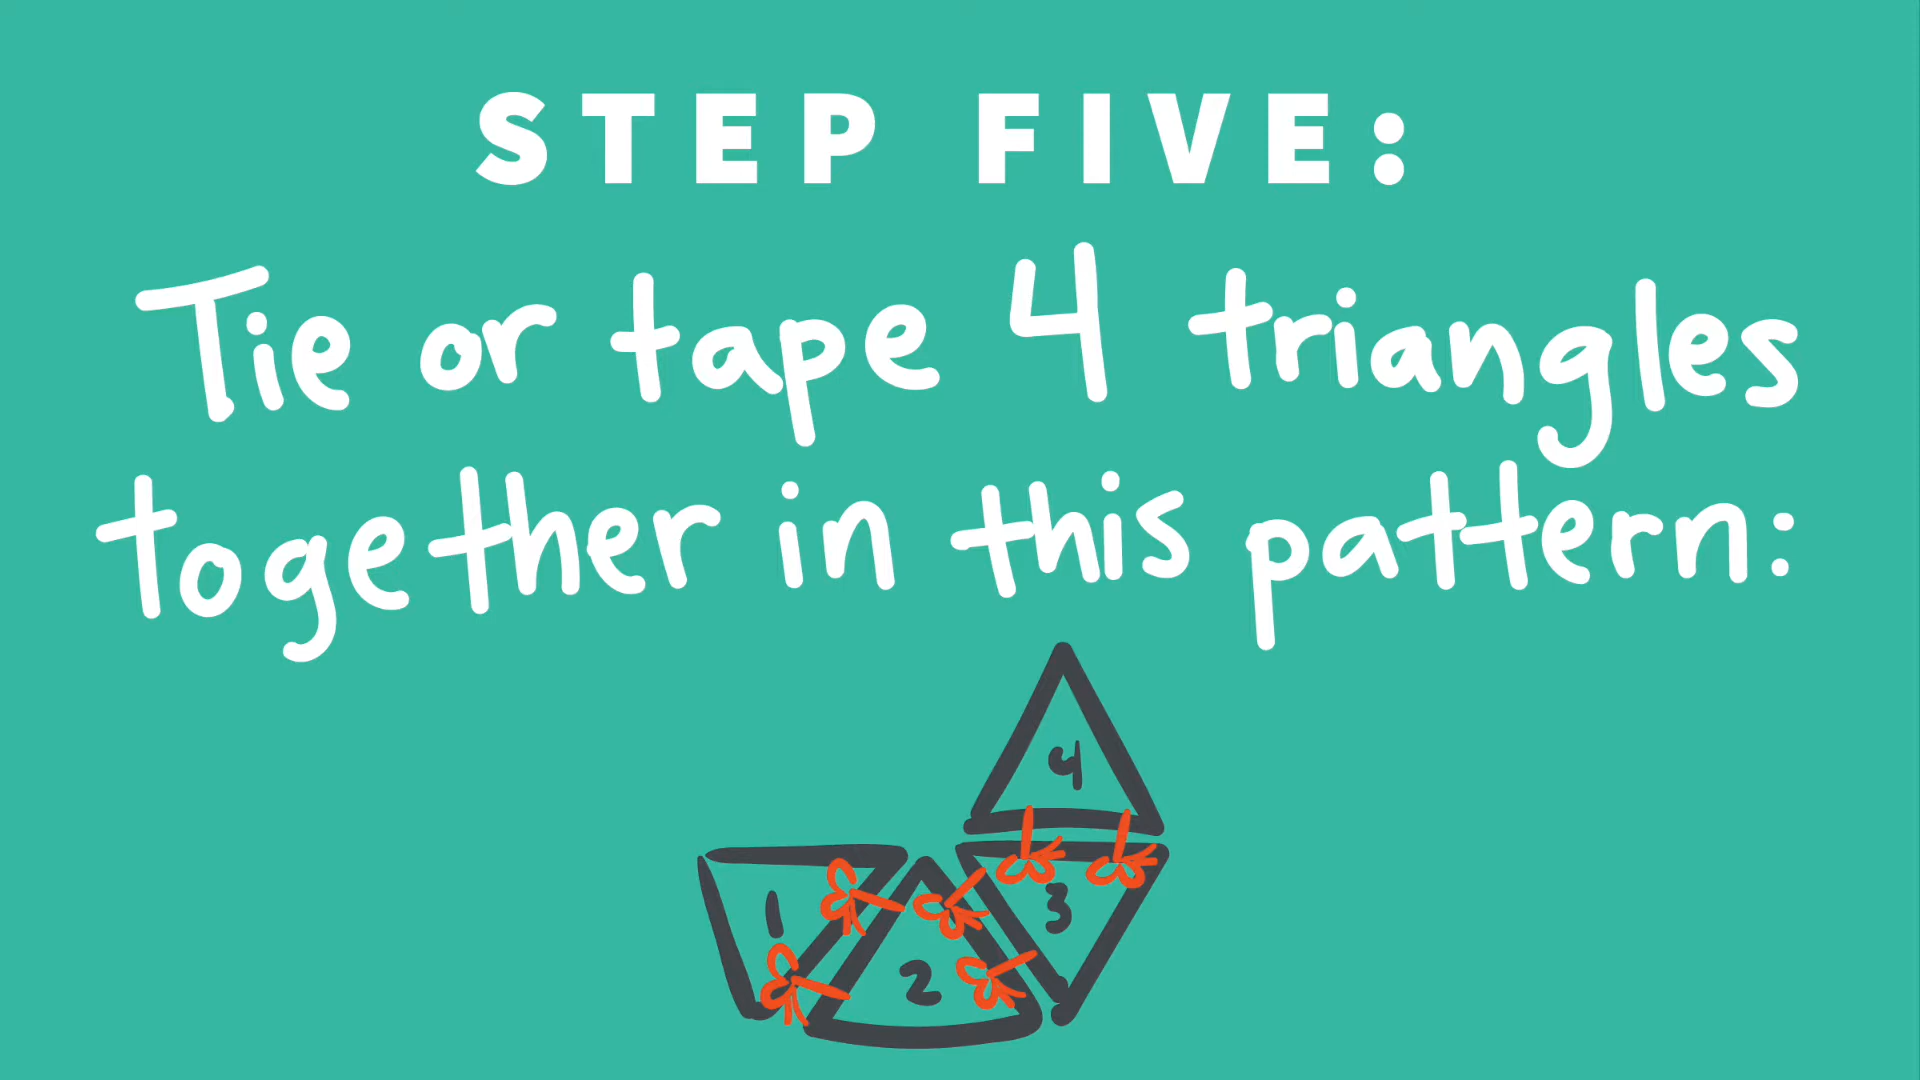 STEP FIVE:
Tie or tape 4 triangles
together in this pattern:
4
1
3
2